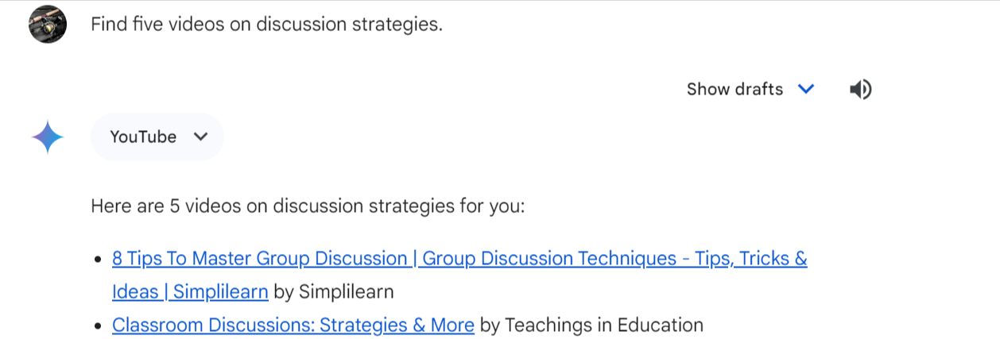 Find five videos on discussion strategies.
Show drafts
YouTube
Here are 5 videos on discussion strategies for you:
• 8 Tips To Master Group Discussion | Group Discussion Techniques - Tips, Tricks &
Ideas | Simplilearn by Simplilearn
• Classroom Discussions: Strategies & More by Teachings in Education